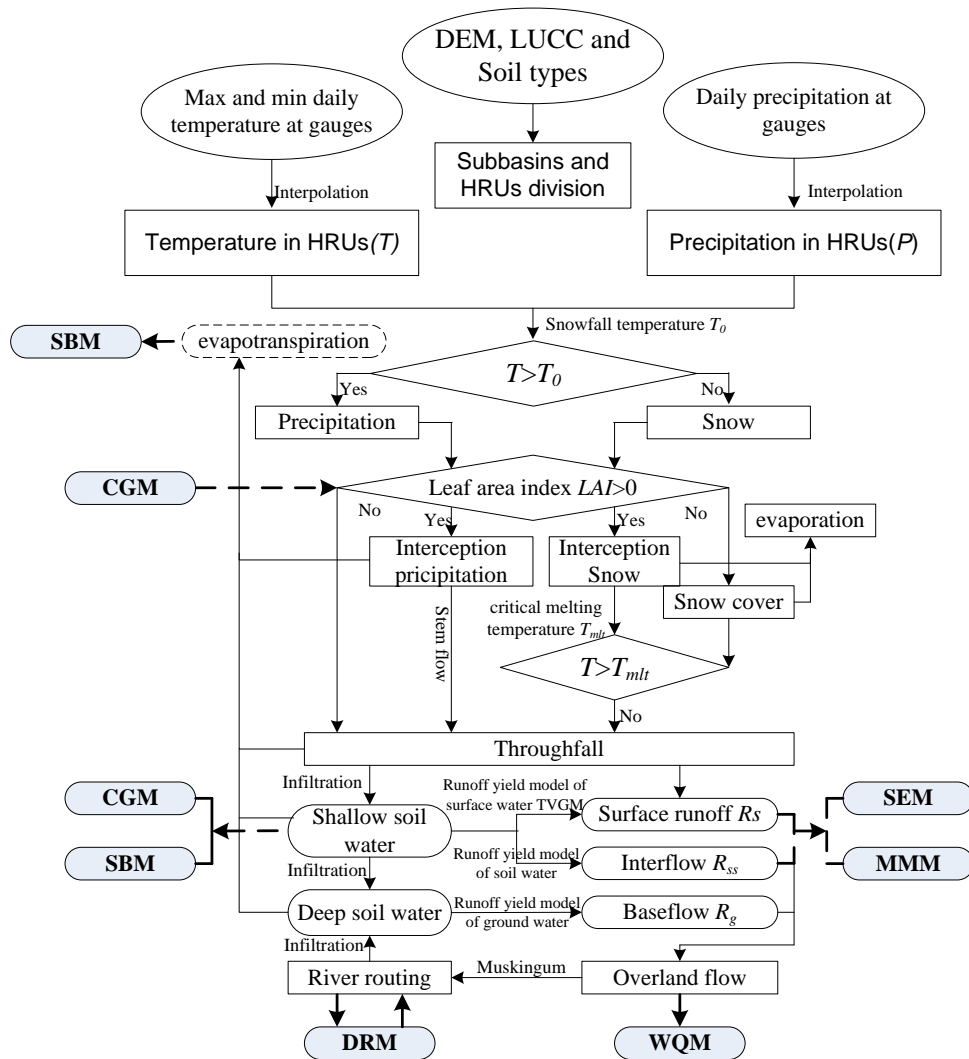 DEM, LUCC and
Soil types
Max and min daily
temperature at gauges
Daily precipitation at
gauges
Subbasins and
HRUs division
Interpolation
Interpolation
Temperature in HRUs(T)
Precipitation in HRUs(P)
Snowfall temperature T0
SBM
evapotranspiration
T>T0
Yes
No
Precipitation
Snow
CGM
Leaf area index LAI>0
No
Yes
Yes
No
evaporation
Interception
pricipitation
Interception
Snow
Snow cover
Stem flow
critical melting
temperature Tmlt
T>Tmlt
No
Throughfall
Infiltration
Runoff yield model of
surface water TVGM
CGM
SEM
Shallow soil
water
Surface runoff Rs
SBM
MMM
Infiltration
Runoff yield model
of soil water
Interflow Rss
Deep soil water
Runoff yield model
of ground water
Baseflow Rg
Infiltration
River routing
Muskingum
Overland flow
DRM
WQM